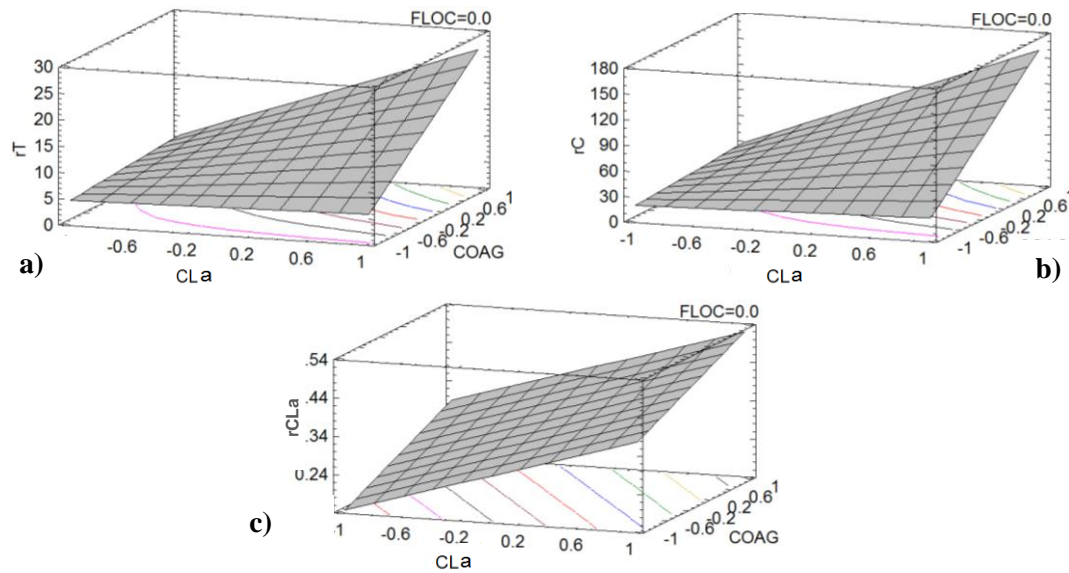 FLOC=0.0
30
25
20
15
10
5
0
rT
-0.6 -0.2 0.2 0.6 1
CLa
-1 -0.6 -0.2 0.2 0.6 1
COAG
a)
FLOC=0.0
180
150
120
90
60
30
0
rC
-1 -0.6 -0.2 0.2 0.6 1
CLa
-1 -0.6 -0.2 0.2 0.6
COAG
b)
FLOC=0.0
.54
.44
.34
.24
rCLa
-1 -0.6 -0.2 0.2 0.6 1
CLa
-1 -0.6 -0.2 0.2 0.6 1
COAG
c)